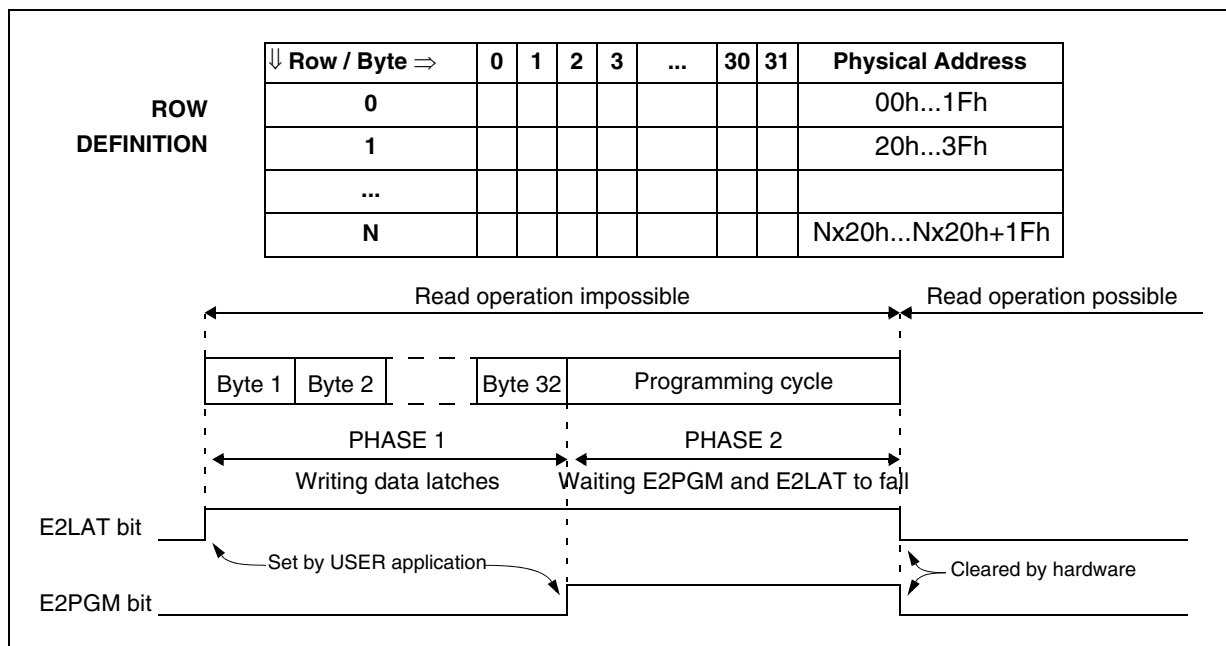 ⇓ Row / Byte ⇒ 0 1 2 3 ... 30 31 Physical Address
ROW
DEFINITION
0 00h...1Fh
1 20h...3Fh
...
N Nx20h...Nx20h+1Fh
Read operation impossible Read operation possible
Byte 1 Byte 2 Byte 32 Programming cycle
PHASE 1 PHASE 2
Writing data latches Waiting E2PGM and E2LAT to fall
E2LAT bit
Set by USER application Cleared by hardware
E2PGM bit